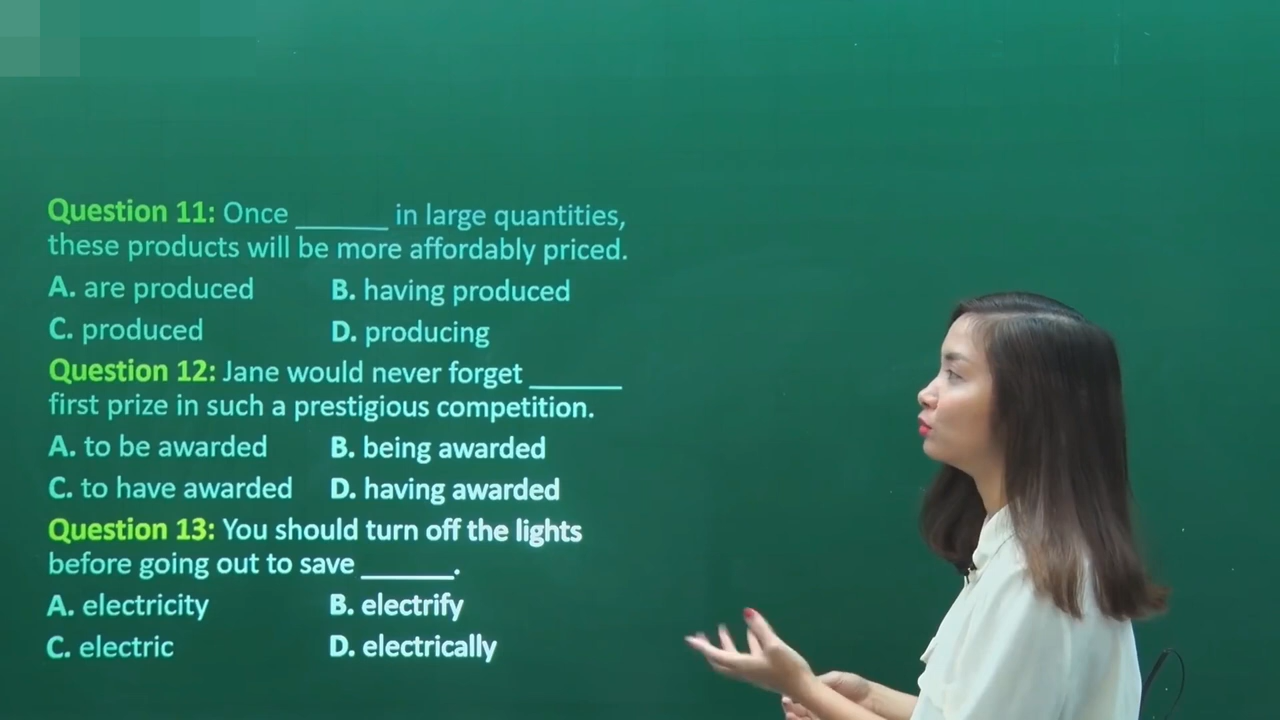 Question 11: Once ______ in large quantities,
these products will be more affordably priced.
A. are produced B. having produced
C. produced D. producing
Question 12: Jane would never forget ______
first prize in such a prestigious competition.
A. to be awarded B. being awarded
C. to have awarded D. having awarded
Question 13: You should turn off the lights
before going out to save ______.
A. electricity B. electrify
C. electric D. electrically